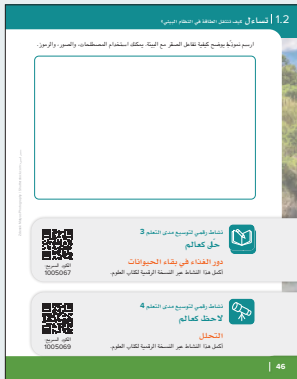 1.2 | تساءل كيف تنتقل الطاقة في النظام البيئي؟
ارسم نموذجًا يوضح كيفية تفاعل الصقر مع البيئة. يمكنك استخدام المصطلحات، والصور، والرموز.
نشاط رقمي لتوسيع مدى التعلم 3
حلّل كعالم
دور الغذاء في بقاء الحيوانات
أكمل هذا النشاط عبر النسخة الرقمية لكتاب العلوم.
الكود السريع:
1005067
نشاط رقمي لتوسيع مدى التعلم 4
لاحظ كعالم
التحلل
أكمل هذا النشاط عبر النسخة الرقمية لكتاب العلوم.
الكود السريع:
1005069
46